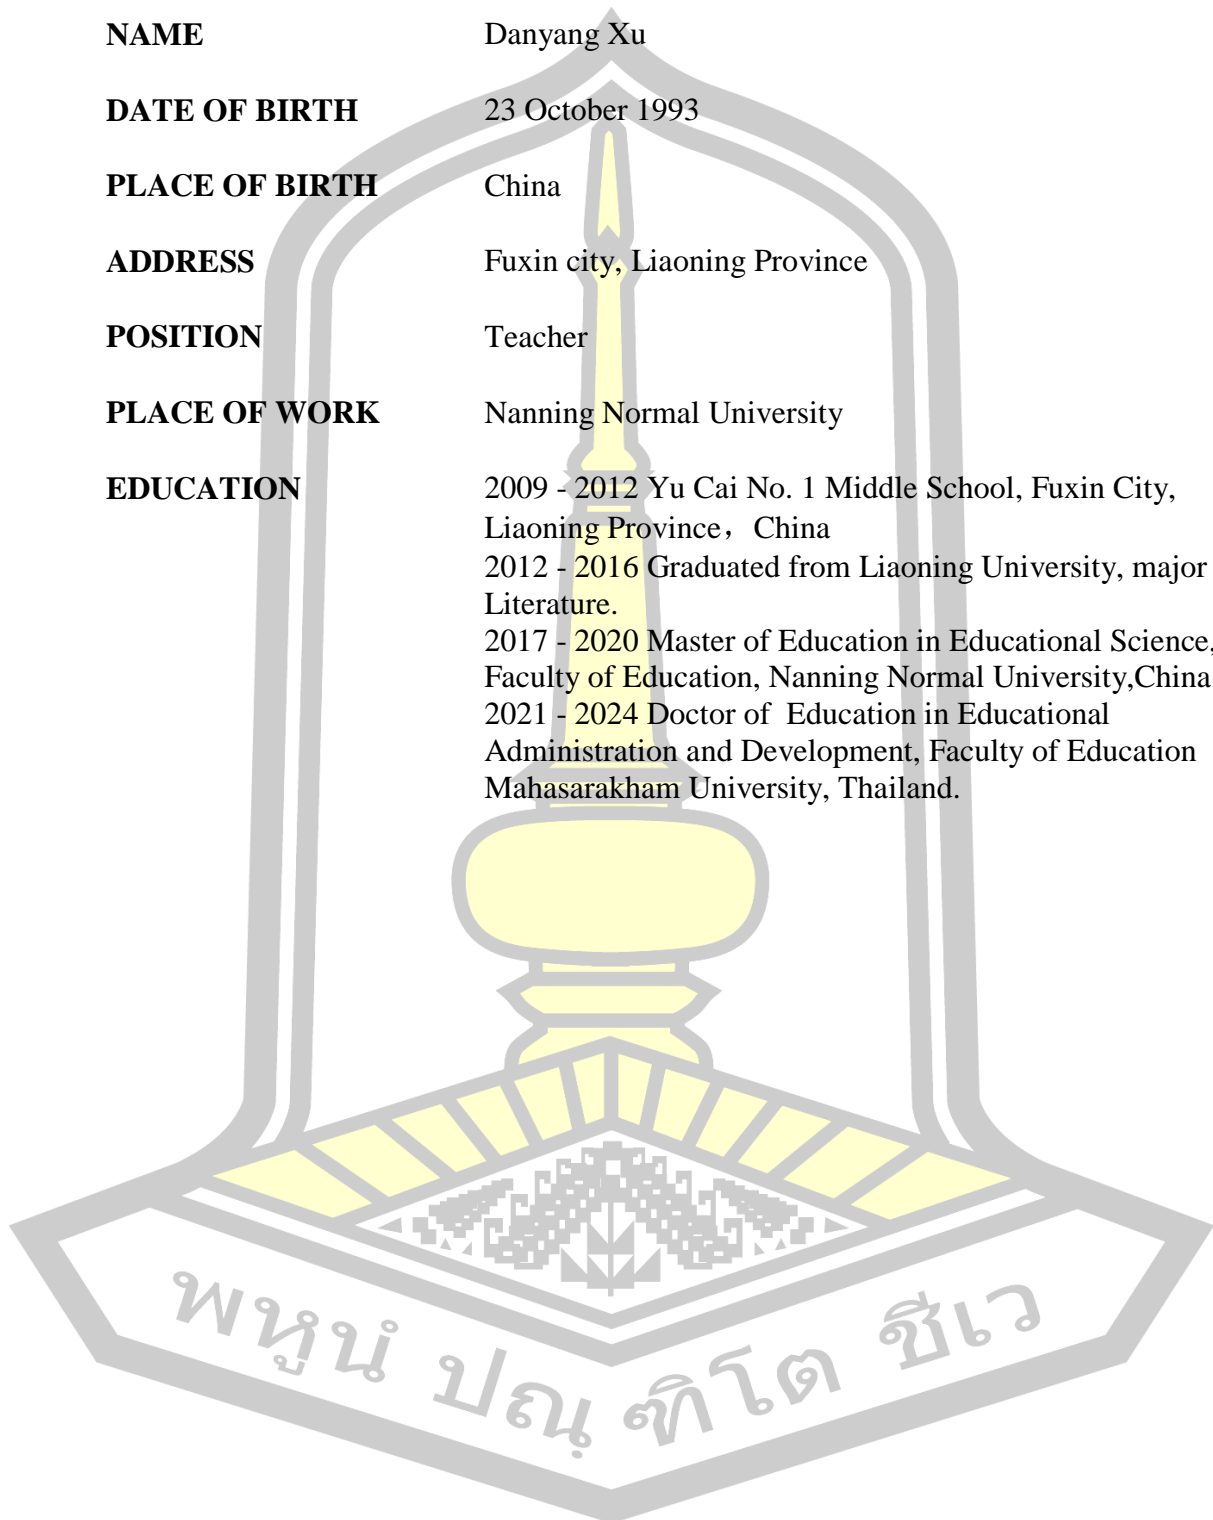 NAME Danyang Xu
DATE OF BIRTH 23 October 1993
PLACE OF BIRTH China
ADDRESS Fuxin city, Liaoning Province
POSITION Teacher
PLACE OF WORK Nanning Normal University
EDUCATION 2009 - 2012 Yu Cai No. 1 Middle School, Fuxin City,
Liaoning Province，China
2012 - 2016 Graduated from Liaoning University, major
Literature.
2017 - 2020 Master of Education in Educational Science,
Faculty of Education, Nanning Normal University,China
2021 - 2024 Doctor of  Education in Educational
Administration and Development, Faculty of Education
Mahasarakham University, Thailand.
พหูนํ ปณฺฑิโต ชีเว